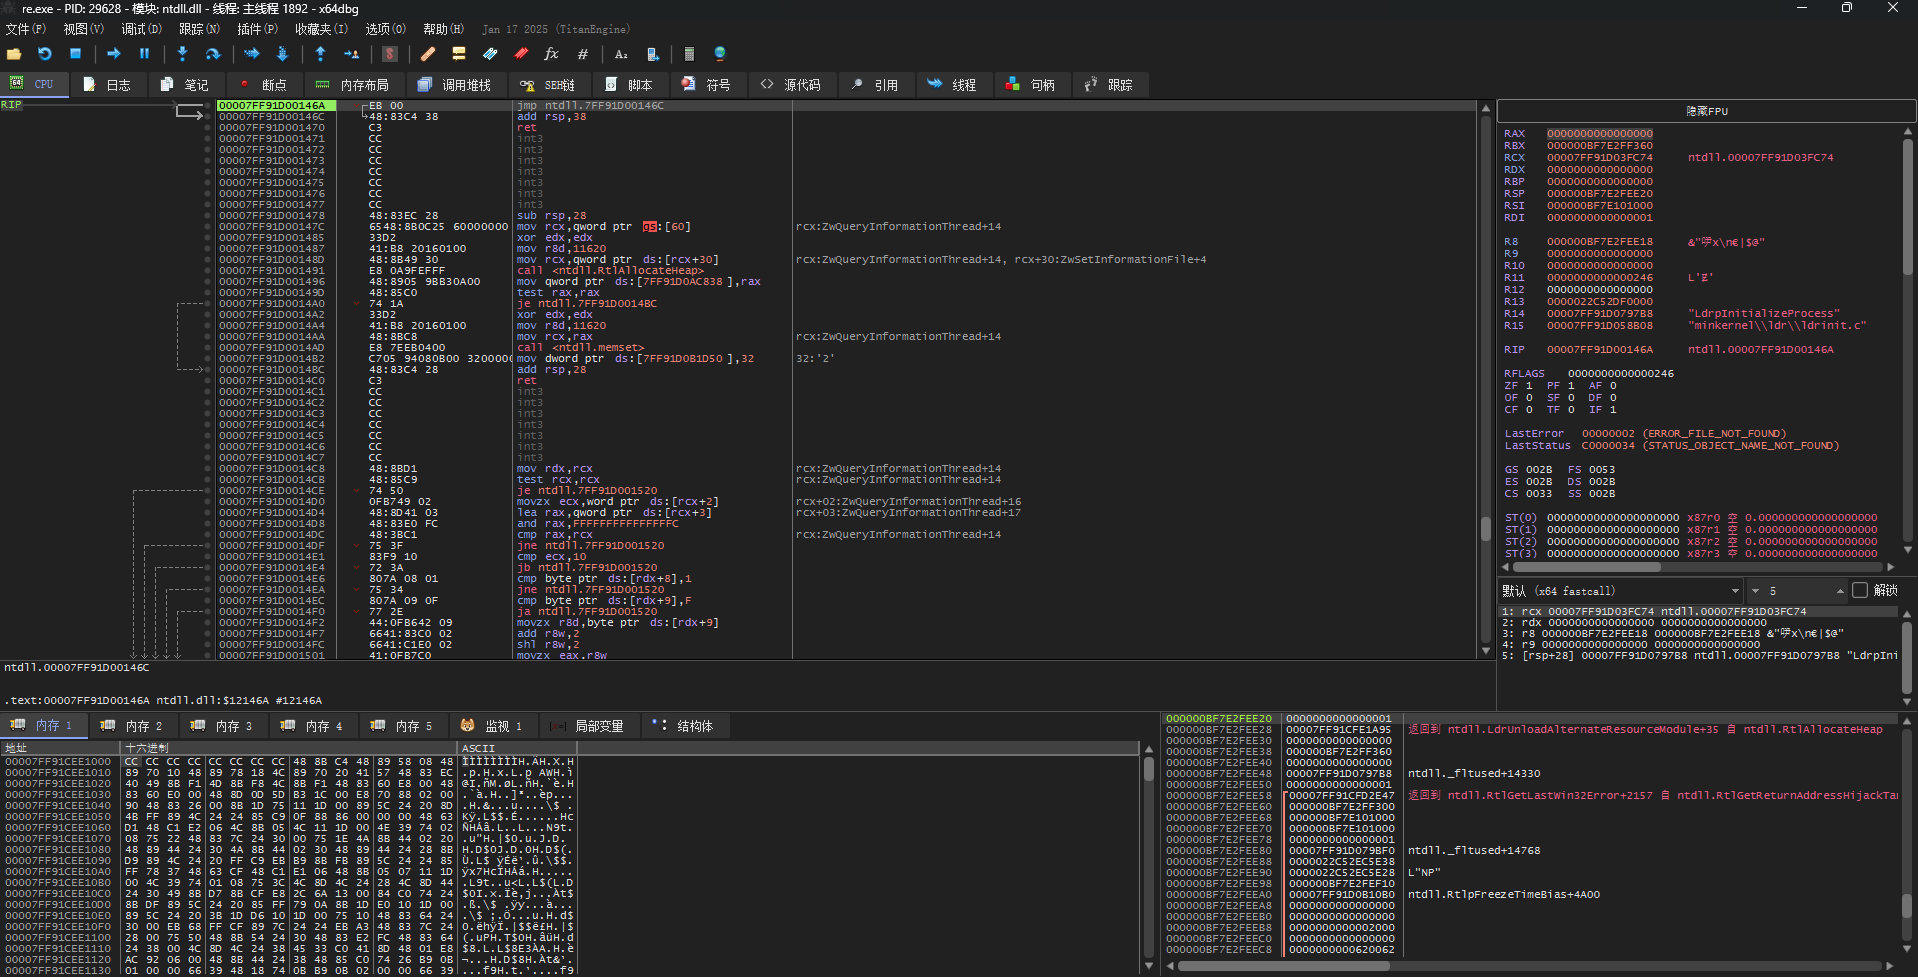 re.exe - PID: 29628 - 模块: ntdll.dll - 线程: 主线程 1892 - x64dbg
文件(F) 视图(V) 调试(D) 跟踪(N) 插件(P) 收藏夹(I) 选项(O) 帮助(H) Jan 17 2025 (TitanEngine)
CPU 日志 笔记 断点 内存布局 调用堆栈 SEH链 脚本 符号 源代码 引用 线程 句柄 跟踪
RIP
00007FF91D00146A EB 00 jmp ntdll.7FF91D00146C
00007FF91D00146C 48:83C4 38 add rsp,38
00007FF91D001470 C3 ret
00007FF91D001471 CC int3
00007FF91D001472 CC int3
00007FF91D001473 CC int3
00007FF91D001474 CC int3
00007FF91D001475 CC int3
00007FF91D001476 CC int3
00007FF91D001477 CC int3
00007FF91D001478 48:83EC 28 sub rsp,28
00007FF91D00147C 6548:8B0C25 60000000 mov rcx,qword ptr gs:[60] rcx:ZwQueryInformationThread+14
00007FF91D001485 33D2 xor edx,edx
00007FF91D001487 41:B8 20160100 mov r8d,11620
00007FF91D00148D 48:8B49 30 mov rcx,qword ptr ds:[rcx+30] rcx:ZwQueryInformationThread+14, rcx+30:ZwSetInformationFile+4
00007FF91D001491 E8 0A9FEFFF call <ntdll.RtlAllocateHeap>
00007FF91D001496 48:8905 9BB30A00 mov qword ptr ds:[7FF91D0AC838],rax
00007FF91D00149D 48:85C0 test rax,rax
00007FF91D0014A0 74 1A je ntdll.7FF91D0014BC
00007FF91D0014A2 33D2 xor edx,edx
00007FF91D0014A4 41:B8 20160100 mov r8d,11620
00007FF91D0014AA 48:8BC8 mov rcx,rax rcx:ZwQueryInformationThread+14
00007FF91D0014AD E8 7EEB0400 call <ntdll.memset>
00007FF91D0014B2 C705 94080B00 3200000 mov dword ptr ds:[7FF91D0B1D50],32 32:'2'
00007FF91D0014BC 48:83C4 28 add rsp,28
00007FF91D0014C0 C3 ret
00007FF91D0014C1 CC int3
00007FF91D0014C2 CC int3
00007FF91D0014C3 CC int3
00007FF91D0014C4 CC int3
00007FF91D0014C5 CC int3
00007FF91D0014C6 CC int3
00007FF91D0014C7 CC int3
00007FF91D0014C8 48:8BD1 mov rdx,rcx rcx:ZwQueryInformationThread+14
00007FF91D0014CB 48:85C9 test rcx,rcx rcx:ZwQueryInformationThread+14
00007FF91D0014CE 74 50 je ntdll.7FF91D001520
00007FF91D0014D0 0FB749 02 movzx ecx,word ptr ds:[rcx+2] rcx+02:ZwQueryInformationThread+16
00007FF91D0014D4 48:8D41 03 lea rax,qword ptr ds:[rcx+3] rcx+03:ZwQueryInformationThread+17
00007FF91D0014D8 48:83E0 FC and rax,FFFFFFFFFFFFFFFC
00007FF91D0014DC 48:3BC1 cmp rax,rcx rcx:ZwQueryInformationThread+14
00007FF91D0014DF 75 3F jne ntdll.7FF91D001520
00007FF91D0014E1 83F9 10 cmp ecx,10
00007FF91D0014E4 72 3A jb ntdll.7FF91D001520
00007FF91D0014E6 807A 08 01 cmp byte ptr ds:[rdx+8],1
00007FF91D0014EA 75 34 jne ntdll.7FF91D001520
00007FF91D0014EC 807A 09 0F cmp byte ptr ds:[rdx+9],F
00007FF91D0014F0 77 2E ja ntdll.7FF91D001520
00007FF91D0014F2 44:0FB642 09 movzx r8d,byte ptr ds:[rdx+9]
00007FF91D0014F7 6641:83C0 02 add r8w,2
00007FF91D0014FC 6641:C1E0 02 shl r8w,2
00007FF91D001501 41:0FB7C0 movzx eax,r8w
ntdll.00007FF91D00146C
.text:00007FF91D00146A ntdll.dll:$12146A #12146A
隐藏FPU
RAX 0000000000000000
RBX 000000BF7E2FF360
RCX 00007FF91D03FC74 ntdll.00007FF91D03FC74
RDX 0000000000000000
RBP 0000000000000000
RSP 000000BF7E2FEE20
RSI 000000BF7E101000
RDI 0000000000000001
R8 000000BF7E2FEE18
R9 0000000000000000
R10 0000000000000000
R11 0000000000000246
R12 0000000000000000
R13 0000022C52DF0000
R14 00007FF91D0797B8 "LdrpInitializeProcess"
R15 00007FF91D058B08 "minkernel\\ldr\\ldrinit.c"
RIP 00007FF91D00146A ntdll.00007FF91D00146A
RFLAGS 0000000000000246
ZF 1 PF 1 AF 0
OF 0 SF 0 DF 0
CF 0 TF 0 IF 1
LastError 00000002 (ERROR_FILE_NOT_FOUND)
LastStatus C0000034 (STATUS_OBJECT_NAME_NOT_FOUND)
GS 002B FS 0053
ES 002B DS 002B
CS 0033 SS 002B
ST(0) 00000000000000000000 x87r0 空 0.000000000000000000
ST(1) 00000000000000000000 x87r1 空 0.000000000000000000
ST(2) 00000000000000000000 x87r2 空 0.000000000000000000
ST(3) 00000000000000000000 x87r3 空 0.000000000000000000
默认 (x64 fastcall) 5 解锁
1: rcx 00007FF91D03FC74 ntdll.00007FF91D03FC74
2: rdx 0000000000000000 0000000000000000
3: r8 000000BF7E2FEE18 000000BF7E2FEE18
4: r9 0000000000000000 0000000000000000
5: [rsp+28] 00007FF91D0797B8 ntdll.00007FF91D0797B8 "LdrpIni
内存 1 内存 2 内存 3 内存 4 内存 5 监视 1 局部变量 结构体
地址 十六进制 ASCII
00007FF91CEE1000 CC CC CC CC CC CC CC CC 48 8B C4 48 89 58 08 48
00007FF91CEE1010 89 70 10 48 89 78 18 4C 89 70 20 41 57 48 83 EC
00007FF91CEE1020 40 49 8B F1 4D 8B F8 4C 8B F1 48 83 60 E8 00 48
00007FF91CEE1030 83 60 E0 00 48 8D 0D 5D B3 1C 00 E8 70 88 02 00
00007FF91CEE1040 90 48 83 26 00 8B 1D 75 11 1D 00 89 5C 24 20 8D
00007FF91CEE1050 4B FF 89 4C 24 24 85 C9 0F 88 86 00 00 00 48 63
00007FF91CEE1060 D1 48 C1 E2 06 4C 8B 05 4C 11 1D 00 4E 39 74 02
00007FF91CEE1070 08 75 22 48 83 7C 24 30 00 75 1E 4A 8B 44 02 20
00007FF91CEE1080 48 89 44 24 30 4A 8B 44 02 30 48 89 44 24 28 8B
00007FF91CEE1090 D9 89 4C 24 20 FF C9 EB B9 8B FB 89 5C 24 24 85
00007FF91CEE10A0 FF 78 37 48 63 CF 48 C1 E1 06 48 8B 05 07 11 1D
00007FF91CEE10B0 00 4C 39 74 01 08 75 3C 4C 8D 4C 24 28 4C 8D 44
00007FF91CEE10C0 24 30 49 8B D7 8B CF E8 2C 6A 13 00 84 C0 74 24
00007FF91CEE10D0 8B DF 89 5C 24 20 85 FF 79 0A 8B 1D E0 10 1D 00
00007FF91CEE10E0 89 5C 24 20 3B 1D D6 10 1D 00 75 10 48 83 64 24
00007FF91CEE10F0 30 00 EB 68 FF CF 89 7C 24 24 EB A3 48 83 7C 24
00007FF91CEE1100 28 00 75 50 48 8B 54 24 30 48 83 E2 FC 48 83 64
00007FF91CEE1110 24 38 00 4C 8D 4C 24 38 45 33 C0 41 8D 48 01 E8
00007FF91CEE1120 AC 92 06 00 48 8B 44 24 38 48 85 C0 74 26 B9 0B
00007FF91CEE1130 01 00 00 66 39 48 18 74 0B B9 0B 02 00 00 66 39
000000BF7E2FEE20 0000000000000001
000000BF7E2FEE28 00007FF91CFE1A95 返回到 ntdll.LdrUnloadAlternateResourceModule+35 自 ntdll.RtlAllocateHeap
000000BF7E2FEE30 0000000000000000
000000BF7E2FEE38 000000BF7E2FF360
000000BF7E2FEE40 0000000000000000
000000BF7E2FEE48 00007FF91D0797B8 ntdll._fltused+14330
000000BF7E2FEE50 0000000000000001
000000BF7E2FEE58 00007FF91CFD2E47 返回到 ntdll.RtlGetLastWin32Error+2157 自 ntdll.RtlGetReturnAddressHijackTar
000000BF7E2FEE60 000000BF7E2FF300
000000BF7E2FEE68 000000BF7E101000
000000BF7E2FEE70 000000BF7E101000
000000BF7E2FEE78 0000000000000001
000000BF7E2FEE80 00007FF91D079BF0 ntdll._fltused+14768
000000BF7E2FEE88 0000022C52EC5E38
000000BF7E2FEE90 0000022C52EC5E28 L"NP"
000000BF7E2FEE98 000000BF7E2FEF10
000000BF7E2FEEA0 00007FF91D0B10B0 ntdll.RtlpFreezeTimeBias+4A00
000000BF7E2FEEA8 0000000000000000
000000BF7E2FEEB0 0000000000000000
000000BF7E2FEEB8 0000000000002000
000000BF7E2FEEC0 0000000000000000
000000BF7E2FEEC8 0000000000620062